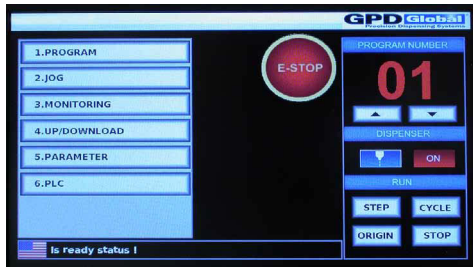 GPD Global
Precision Dispensing Systems
1.PROGRAM
2.JOG
3.MONITORING
4.UP/DOWNLOAD
5.PARAMETER
6.PLC
E-STOP
PROGRAM NUMBER
01
DISPENSER
ON
RUN
STEP CYCLE
ORIGIN STOP
Is ready status !